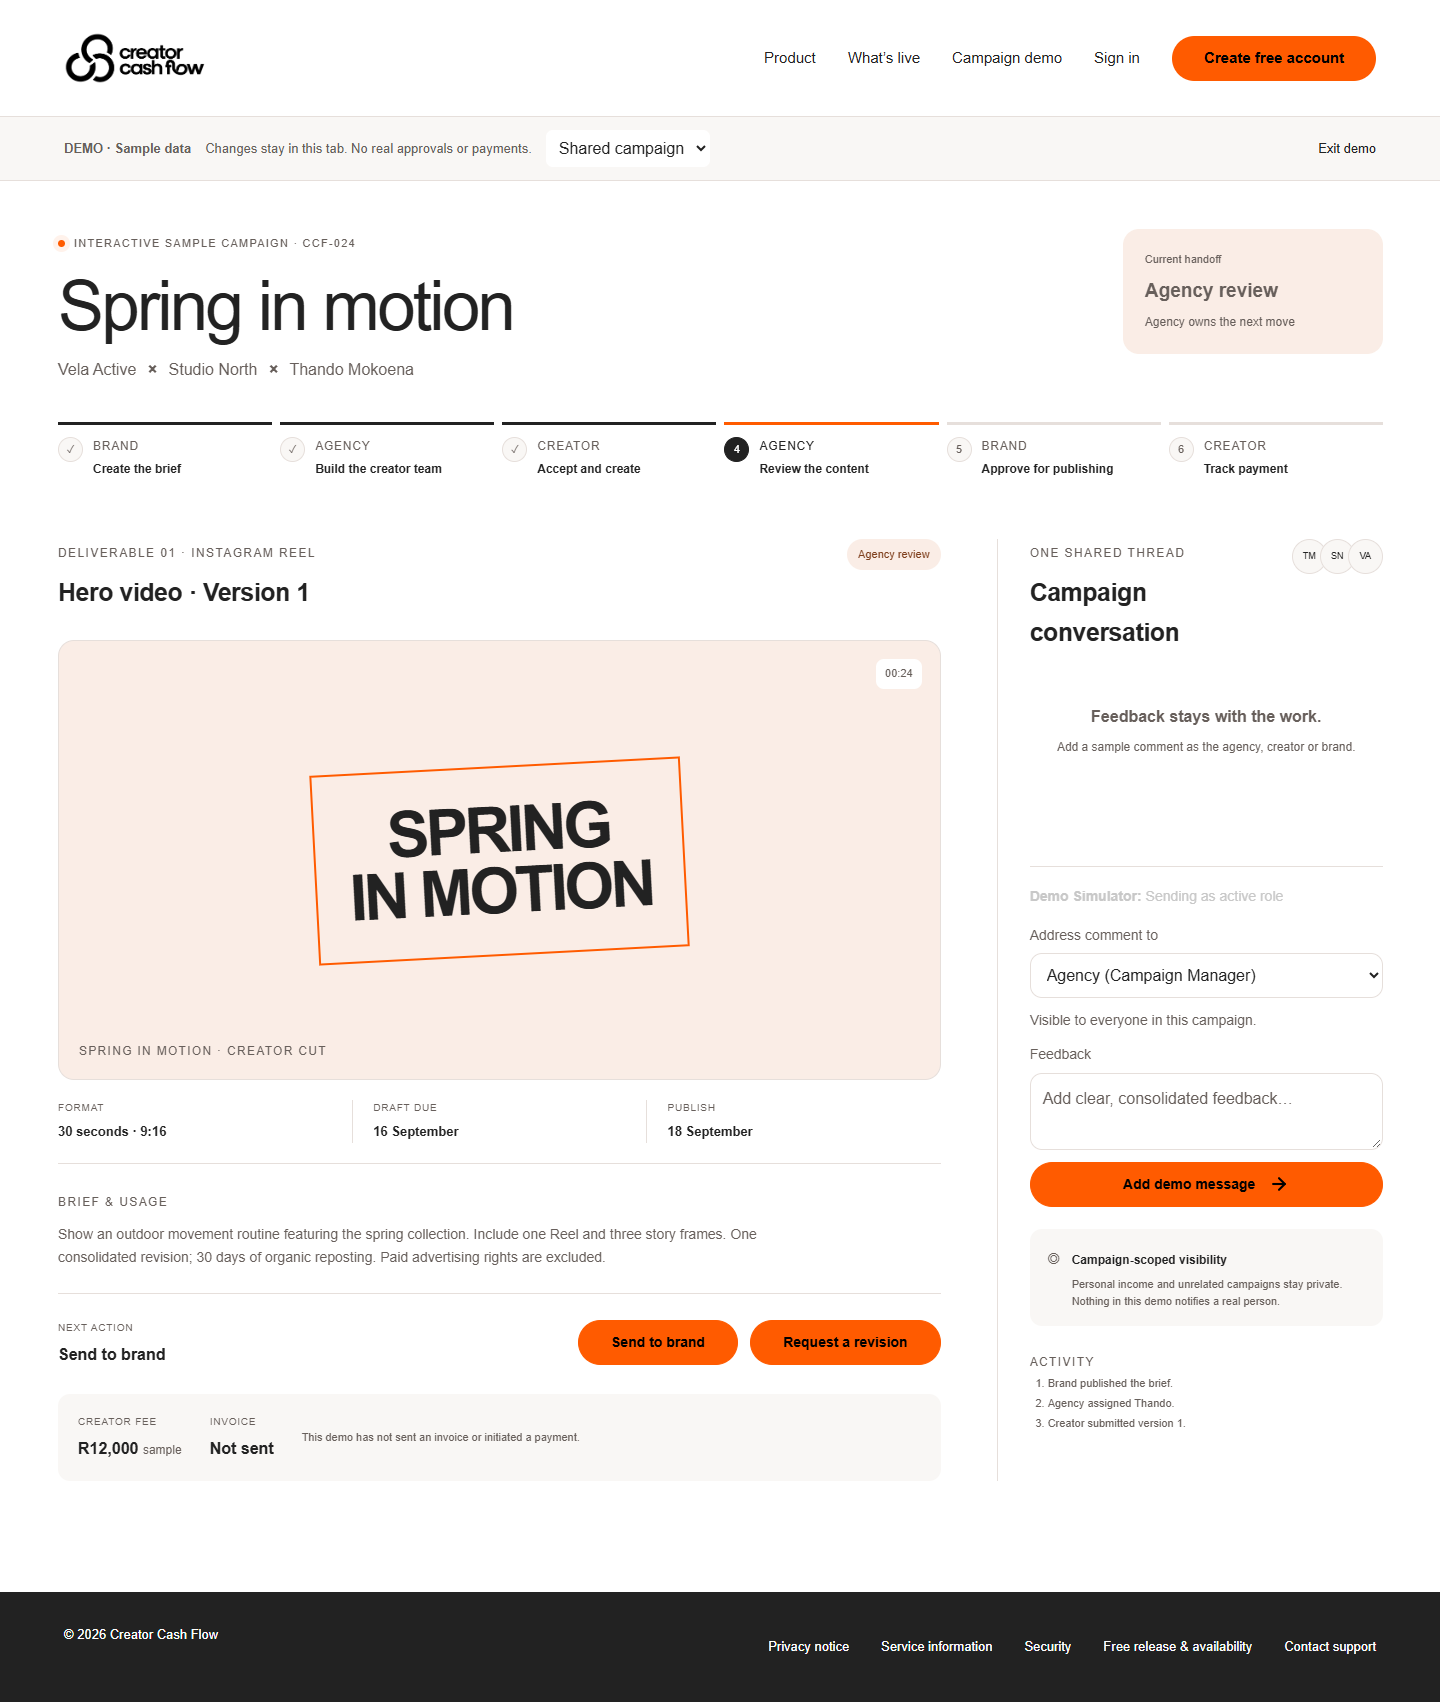 creator
cash flow
Product
What's live
Campaign demo
Sign in
Create free account
DEMO · Sample data
Changes stay in this tab. No real approvals or payments.
Shared campaign
Exit demo
INTERACTIVE SAMPLE CAMPAIGN · CCF-024
Spring in motion
Vela Active × Studio North × Thando Mokoena
Current handoff
Agency review
Agency owns the next move
✓ BRAND
Create the brief
✓ AGENCY
Build the creator team
✓ CREATOR
Accept and create
4 AGENCY
Review the content
5 BRAND
Approve for publishing
6 CREATOR
Track payment
DELIVERABLE 01 · INSTAGRAM REEL
Agency review
Hero video · Version 1
00:24
SPRING
IN MOTION
SPRING IN MOTION · CREATOR CUT
FORMAT
30 seconds · 9:16
DRAFT DUE
16 September
PUBLISH
18 September
BRIEF & USAGE
Show an outdoor movement routine featuring the spring collection. Include one Reel and three story frames. One
consolidated revision; 30 days of organic reposting. Paid advertising rights are excluded.
NEXT ACTION
Send to brand
Send to brand
Request a revision
CREATOR FEE
R12,000 sample
INVOICE
Not sent
This demo has not sent an invoice or initiated a payment.
ONE SHARED THREAD
TM SN VA
Campaign
conversation
Feedback stays with the work.
Add a sample comment as the agency, creator or brand.
Demo Simulator: Sending as active role
Address comment to
Agency (Campaign Manager)
Visible to everyone in this campaign.
Feedback
Add clear, consolidated feedback…
Add demo message →
Campaign-scoped visibility
Personal income and unrelated campaigns stay private.
Nothing in this demo notifies a real person.
ACTIVITY
1. Brand published the brief.
2. Agency assigned Thando.
3. Creator submitted version 1.
© 2026 Creator Cash Flow
Privacy notice
Service information
Security
Free release & availability
Contact support